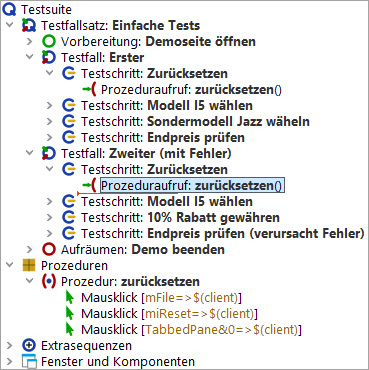 Testsuite
Testfallsatz: Einfache Tests
Vorbereitung: Demoseite öffnen
Testfall: Erster
Testschritt: Zurücksetzen
Prozeduraufruf: zurücksetzen()
Testschritt: Modell I5 wählen
Testschritt: Sondermodell Jazz wäheln
Testschritt: Endpreis prüfen
Testfall: Zweiter (mit Fehler)
Testschritt: Zurücksetzen
Prozeduraufruf: zurücksetzen()
Testschritt: Modell I5 wählen
Testschritt: 10% Rabatt gewähren
Testschritt: Endpreis prüfen (verursacht Fehler)
Aufräumen: Demo beenden
Prozeduren
Prozedur: zurücksetzen
Mausklick [mFile=>$(client)]
Mausklick [miReset=>$(client)]
Mausklick [TabbedPane&0=>$(client)]
Extrasequenzen
Fenster und Komponenten